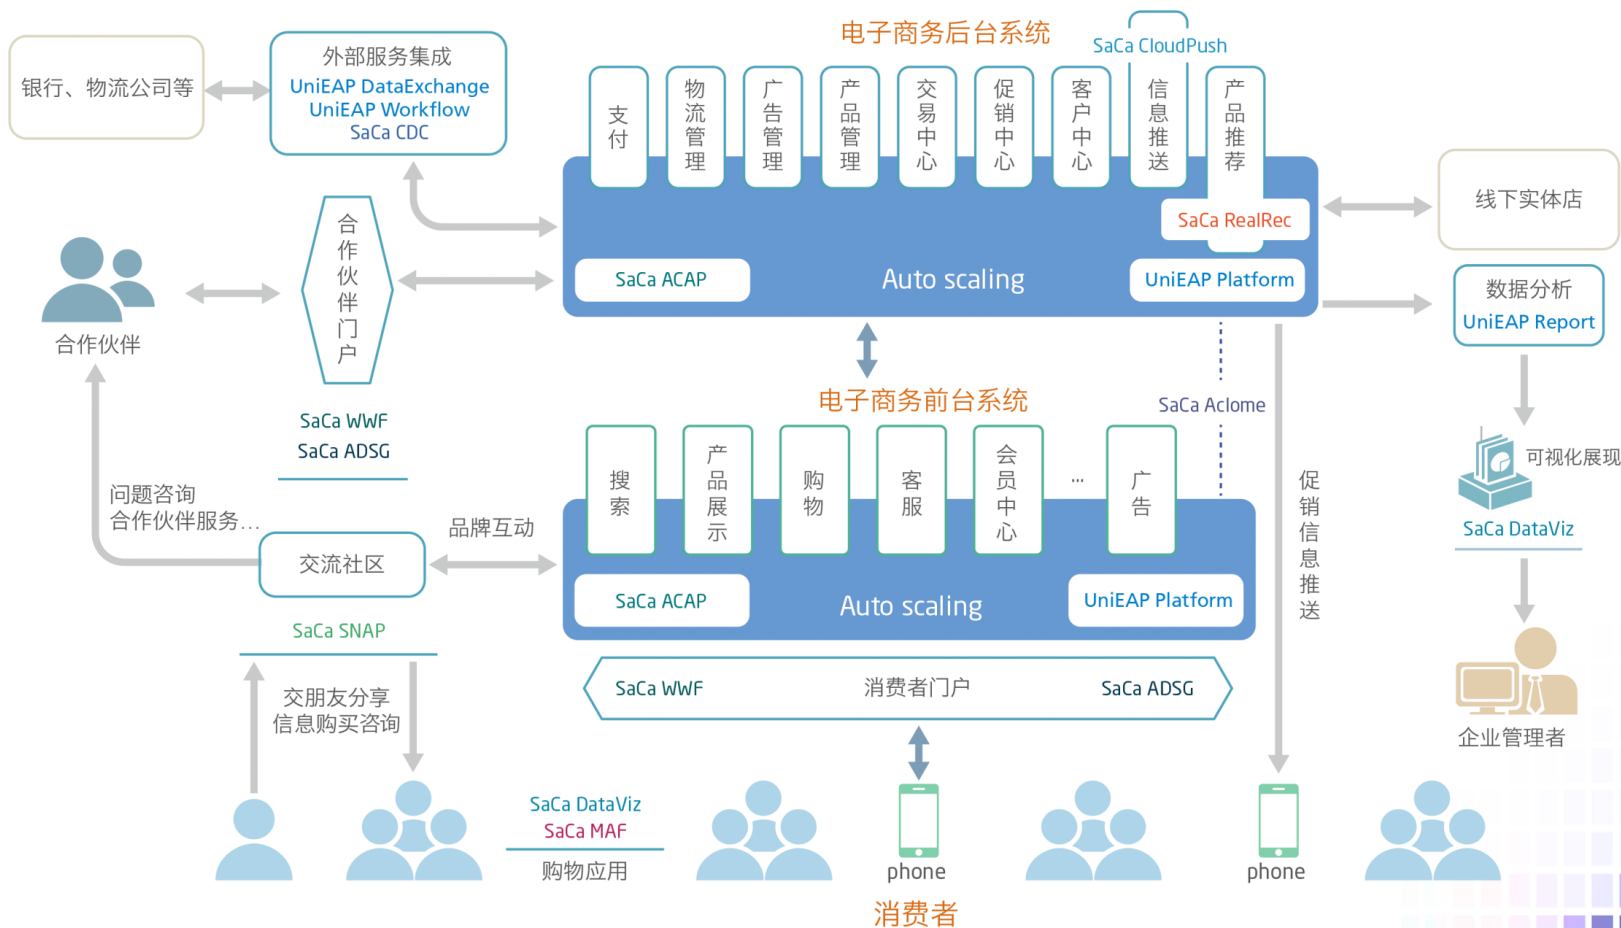 电子商务后台系统
SaCa CloudPush
银行、物流公司等
外部服务集成
UniEAP DataExchange
UniEAP Workflow
SaCa CDC
支付
物流管理
广告管理
产品管理
交易中心
促销中心
客户中心
信息推送
产品推荐
SaCa RealRec
SaCa ACAP
Auto scaling
UniEAP Platform
线下实体店
数据分析
UniEAP Report
合作伙伴
合作伙伴门户
SaCa WWF
SaCa ADSG
电子商务前台系统
SaCa Aclome
搜索
产品展示
购物
客服
会员中心
...
广告
SaCa ACAP
Auto scaling
UniEAP Platform
促销信息推送
可视化展现
SaCa DataViz
企业管理者
问题咨询
合作伙伴服务...
品牌互动
交流社区
SaCa SNAP
交朋友分享
信息购买咨询
SaCa WWF
消费者门户
SaCa ADSG
SaCa DataViz
SaCa MAF
购物应用
phone
phone
消费者